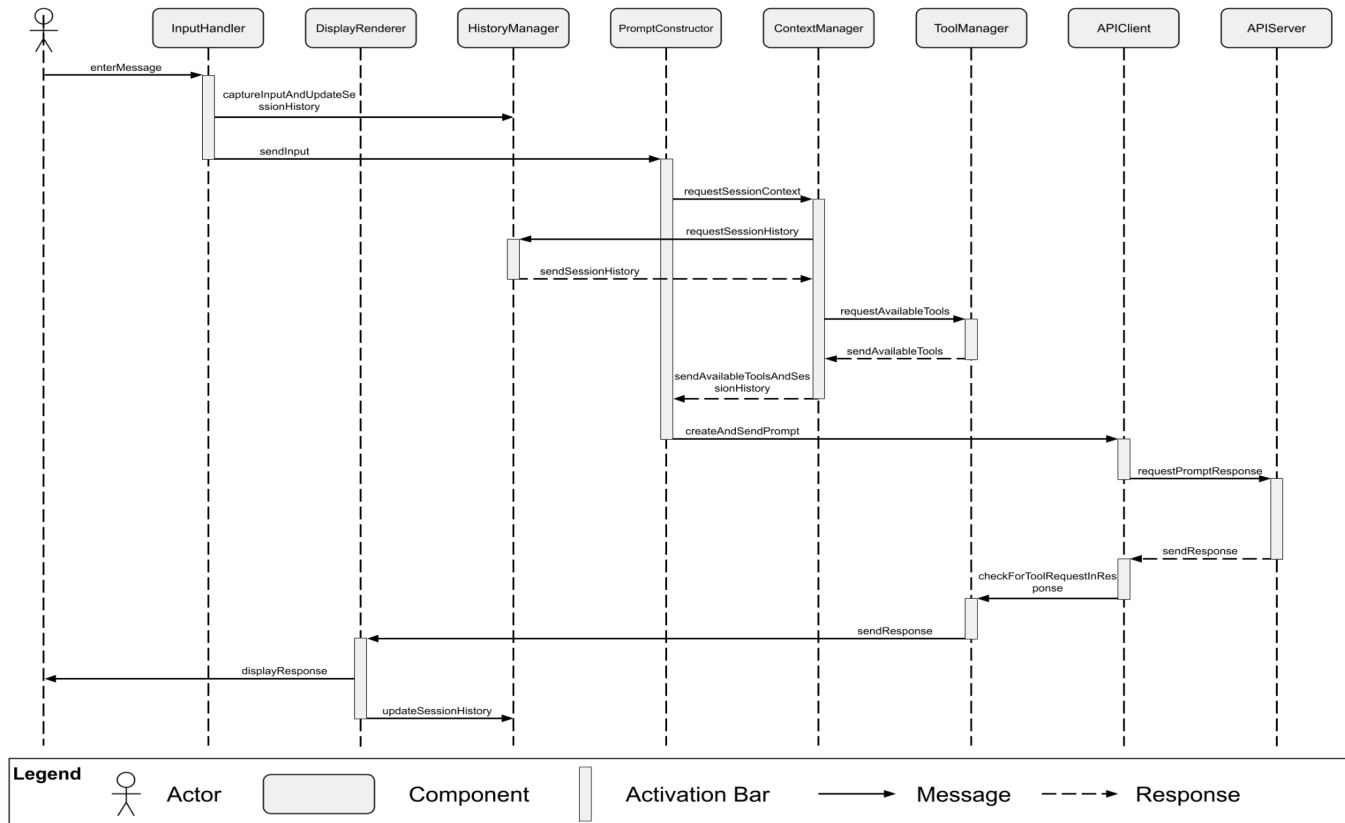 InputHandler
DisplayRenderer
HistoryManager
PromptConstructor
ContextManager
ToolManager
APIClient
APIServer
enterMessage
captureInputAndUpdateSe
ssionHistory
sendInput
requestSessionContext
requestSessionHistory
sendSessionHistory
requestAvailableTools
sendAvailableTools
sendAvailableToolsAndSes
sionHistory
createAndSendPrompt
requestPromptResponse
sendResponse
checkForToolRequestInRes
ponse
sendResponse
displayResponse
updateSessionHistory
Legend
Actor
Component
Activation Bar
Message
Response